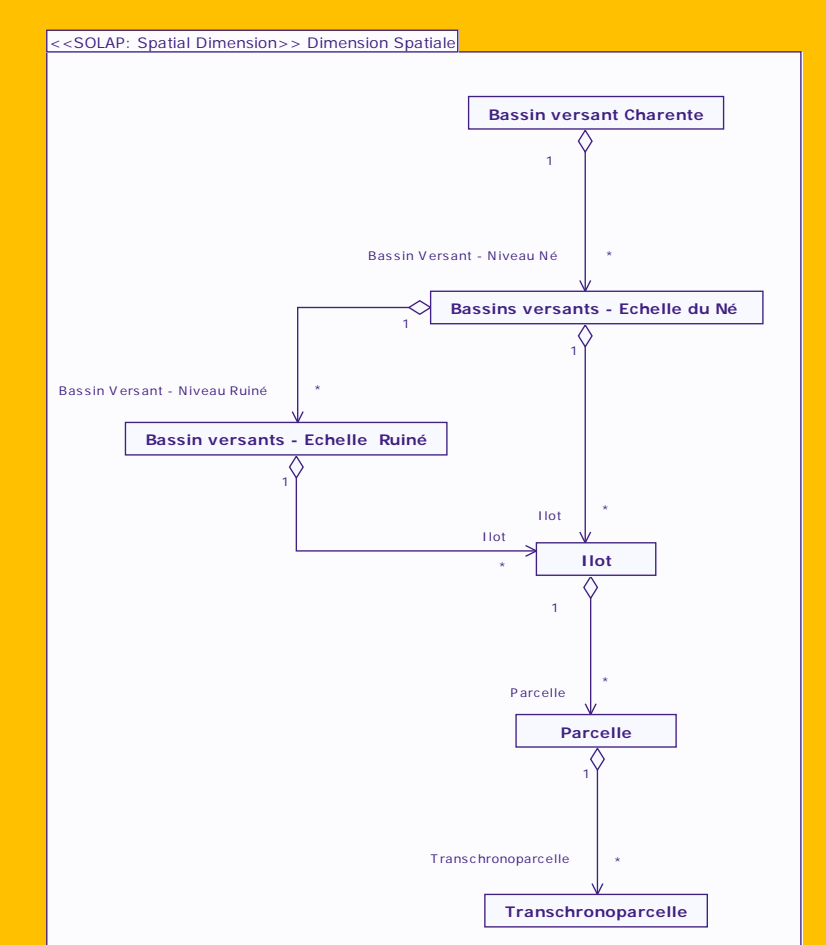 <<SOLAP: Spatial Dimension>> Dimension Spatiale
Bassin versant Charente
1
Bassin Versant - Niveau Né
*
Bassins versants - Echelle du Né
1
1
Bassin Versant - Niveau Ruiné
*
Bassin versants - Echelle  Ruiné
1
Ilot
*
Ilot
*
Ilot
1
Parcelle
*
Parcelle
1
Transchronoparcelle
*
Transchronoparcelle